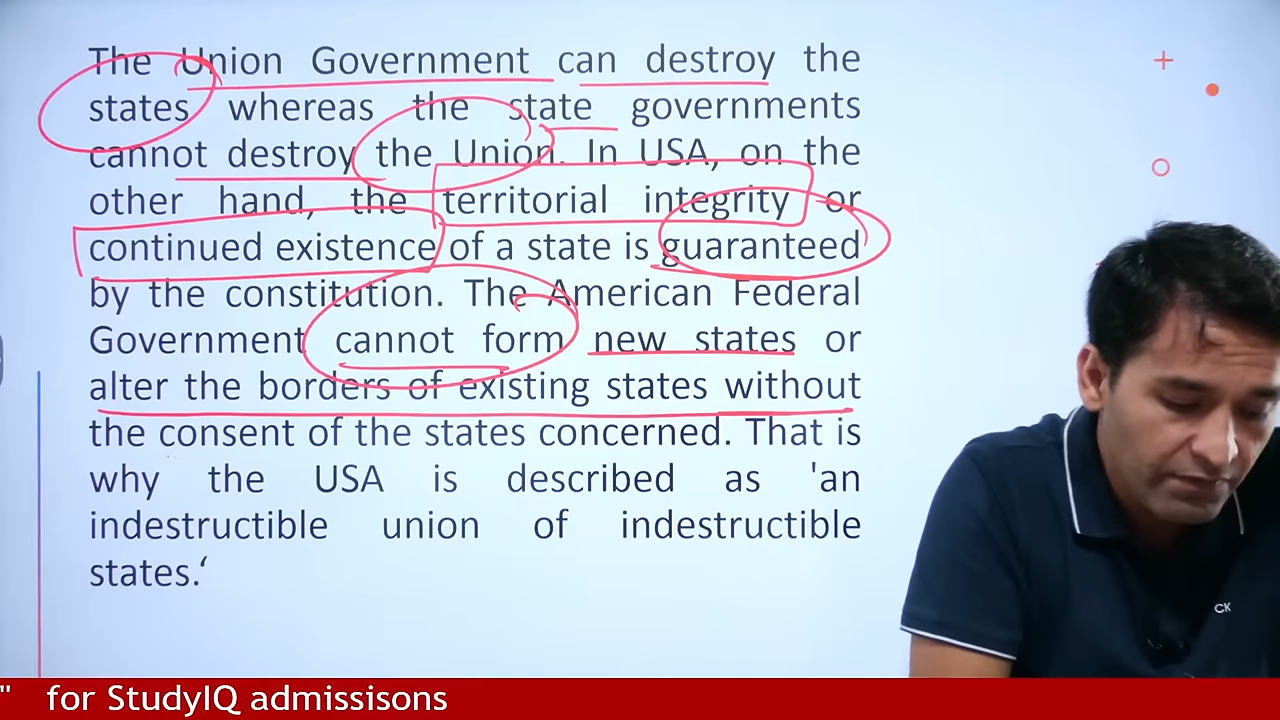 The Union Government can destroy the
states whereas the state governments
cannot destroy the Union. In USA, on the
other hand, the territorial integrity or
continued existence of a state is guaranteed
by the constitution. The American Federal
Government cannot form new states or
alter the borders of existing states without
the consent of the states concerned. That is
why the USA is described as 'an
indestructible union of indestructible
states.‘
CK
" for StudyIQ admissisons